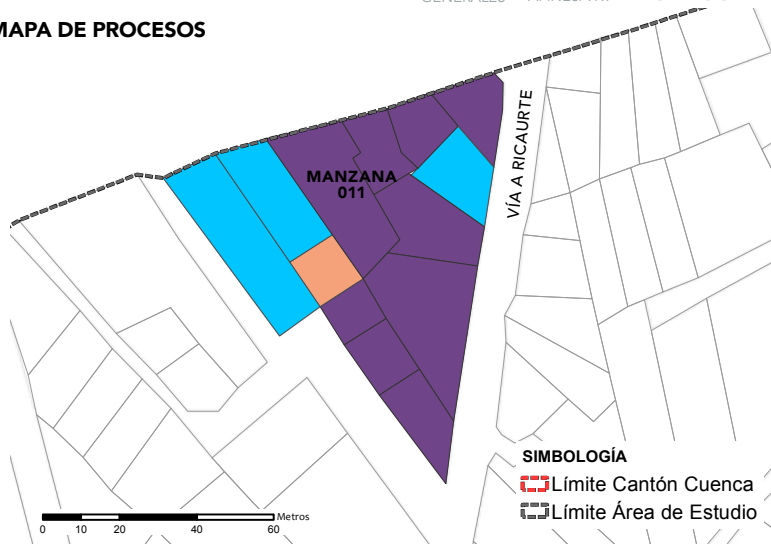 MAPA DE PROCESOS
MANZANA
011
VÍA A RICAURTE
SIMBOLOGÍA
Límite Cantón Cuenca
Límite Área de Estudio
Metros
0 10 20 40 60